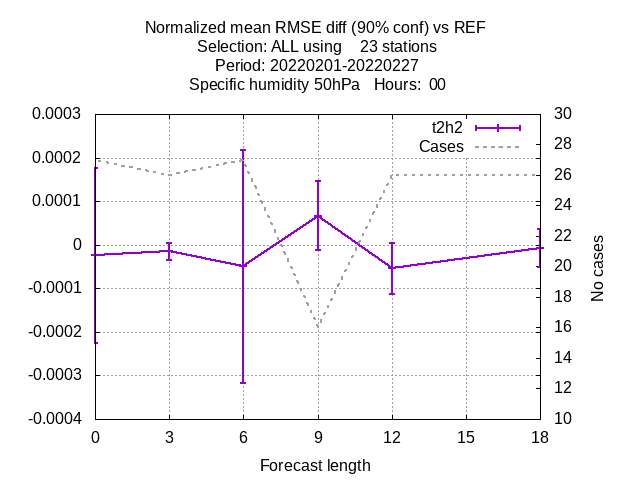 Normalized mean RMSE diff (90% conf) vs REF
Selection: ALL using    23 stations
Period: 20220201-20220227
Specific humidity 50hPa   Hours:  00
t2h2
Cases
0.0003
0.0002
0.0001
0
-0.0001
-0.0002
-0.0003
-0.0004
30
28
26
24
22
20
18
16
14
12
10
No cases
0 3 6 9 12 15 18
Forecast length